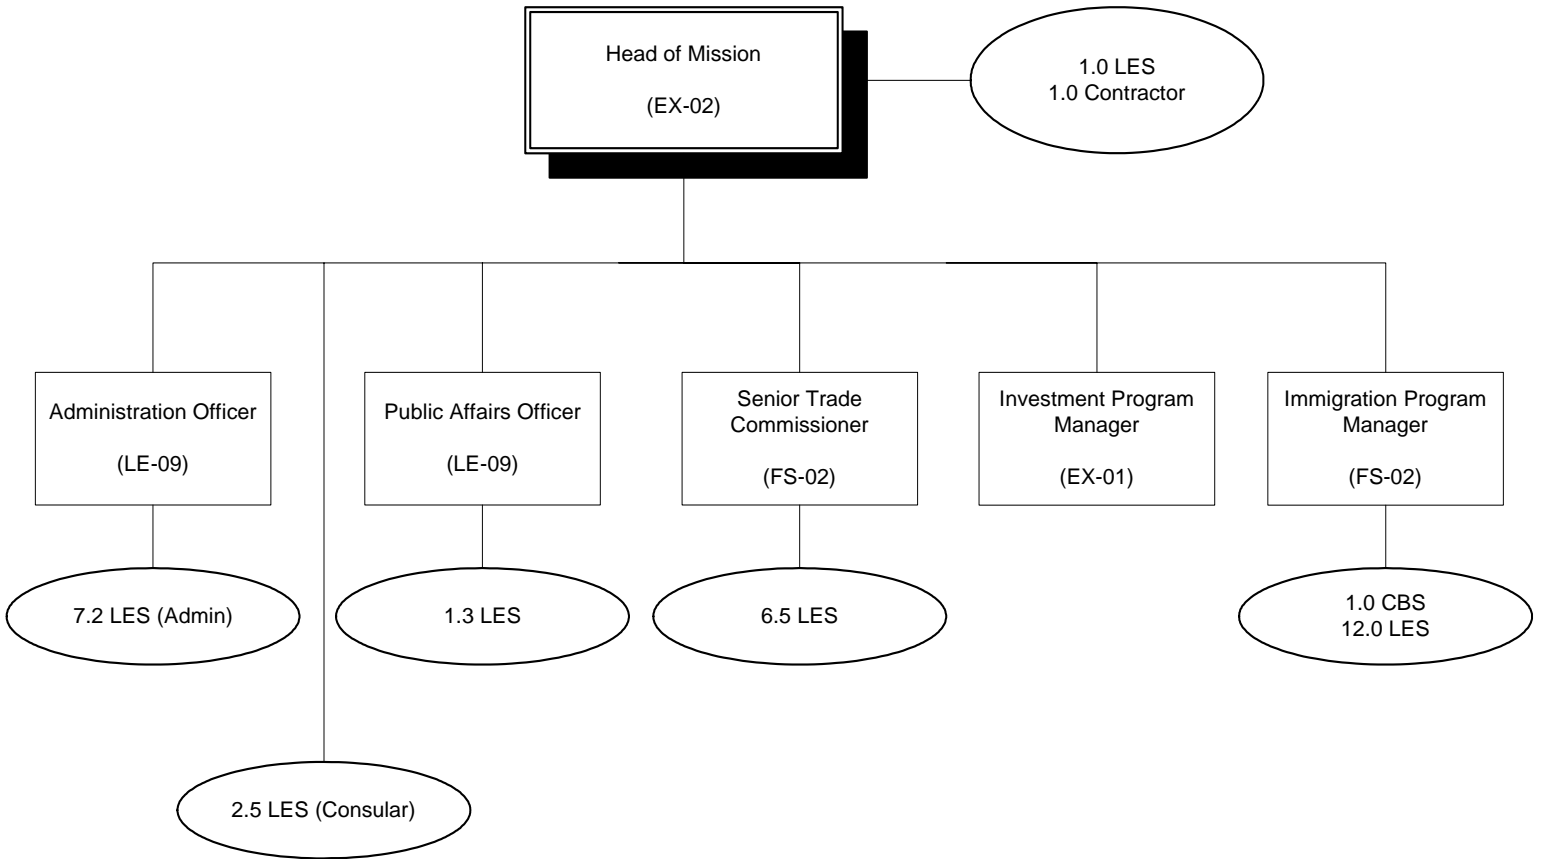 Head of Mission
(EX-02)
1.0 LES
1.0 Contractor
Administration Officer
(LE-09)
Public Affairs Officer
(LE-09)
Senior Trade
Commissioner
(FS-02)
Investment Program
Manager
(EX-01)
Immigration Program
Manager
(FS-02)
7.2 LES (Admin)
1.3 LES
6.5 LES
1.0 CBS
12.0 LES
2.5 LES (Consular)